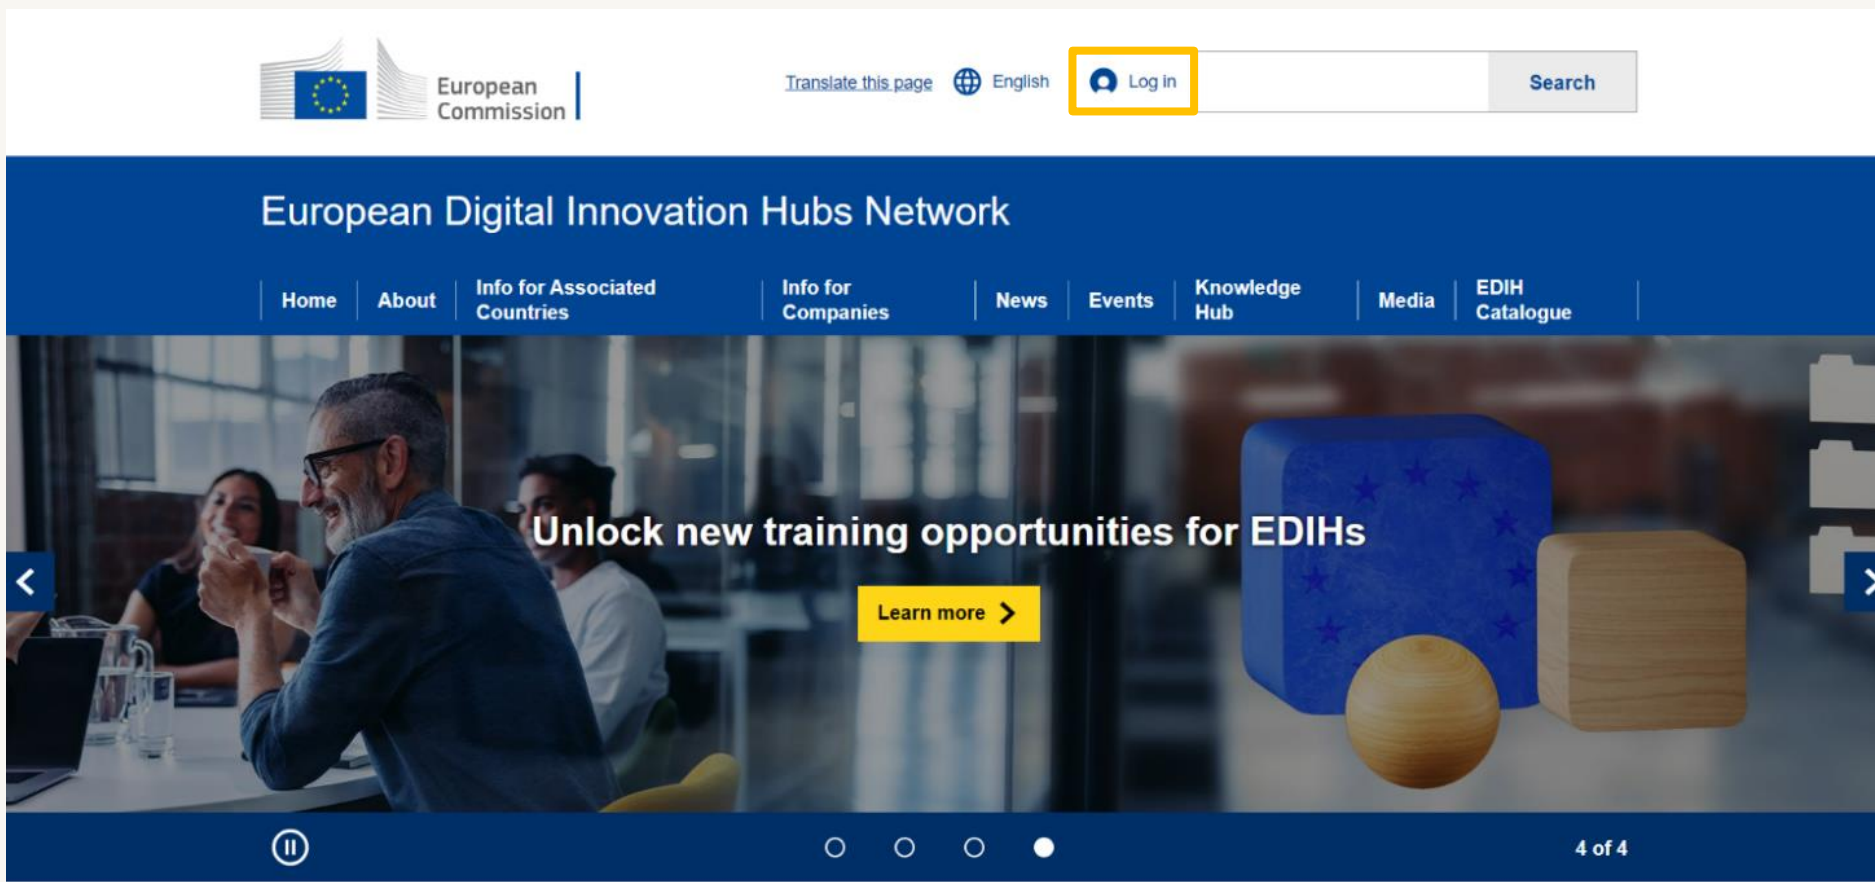 European
Commission
Translate this page
English
Log in
Search
European Digital Innovation Hubs Network
Home
About
Info for Associated
Countries
Info for
Companies
News
Events
Knowledge
Hub
Media
EDIH
Catalogue
Unlock new training opportunities for EDIHs
Learn more
4 of 4